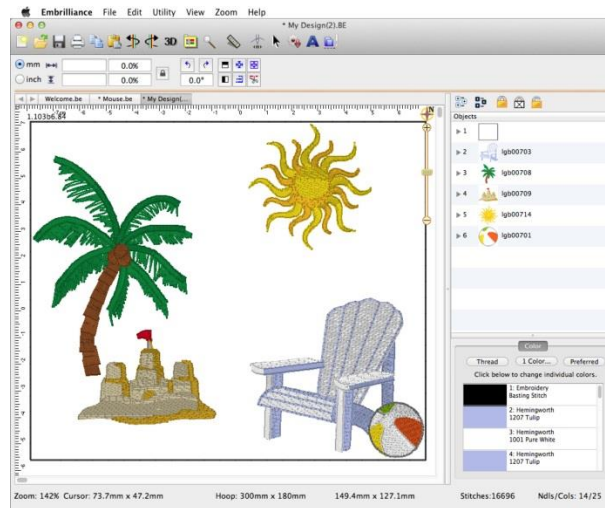 Embrilliance File Edit Utility View Zoom Help
* My Design(2).BE
3D A
mm 0.0%
inch 0.0% 0.0°
Welcome.be * Mouse.be * My Design(...
N
Objects
1
2 lgb00703
3 lgb00708
4 lgb00709
5 lgb00714
6 lgb00701
Color
Thread 1 Color... Preferred
Click below to change individual colors.
1: Embroidery
Basting Stitch
2: Hemingworth
1207 Tulip
3: Hemingworth
1001 Pure White
4: Hemingworth
1207 Tulip
Zoom: 142% Cursor: 73.7mm x 47.2mm Hoop: 300mm x 180mm 149.4mm x 127.1mm Stitches:16696 Ndls/Cols: 14/25